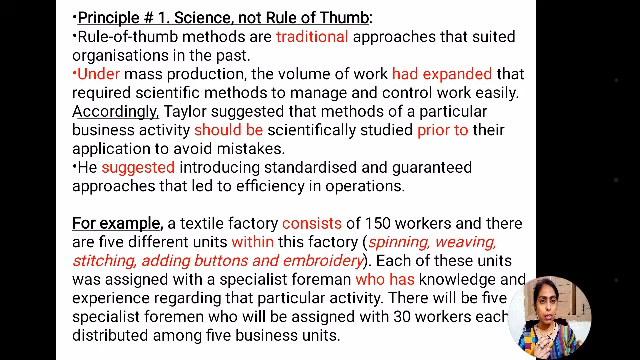 •Principle # 1. Science, not Rule of Thumb:
•Rule-of-thumb methods are traditional approaches that suited
organisations in the past.
•Under mass production, the volume of work had expanded that
required scientific methods to manage and control work easily.
Accordingly, Taylor suggested that methods of a particular
business activity should be scientifically studied prior to their
application to avoid mistakes.
•He suggested introducing standardised and guaranteed
approaches that led to efficiency in operations.
For example, a textile factory consists of 150 workers and there
are five different units within this factory (spinning, weaving,
stitching, adding buttons and embroidery). Each of these units
was assigned with a specialist foreman who has knowledge and
experience regarding that particular activity. There will be five
specialist foremen who will be assigned with 30 workers each
distributed among five business units.